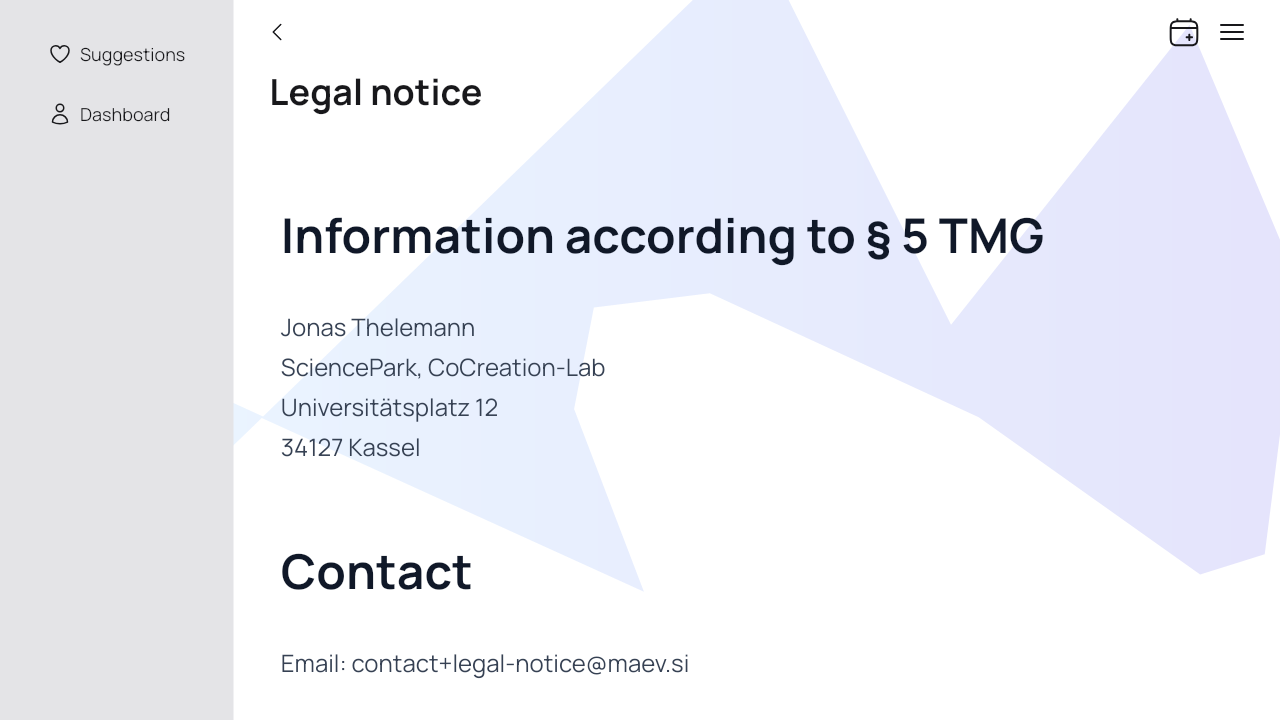 Suggestions
Dashboard
Legal notice
Information according to § 5 TMG
Jonas Thelemann
SciencePark, CoCreation-Lab
Universitätsplatz 12
34127 Kassel
Contact
Email: contact+legal-notice@maev.si